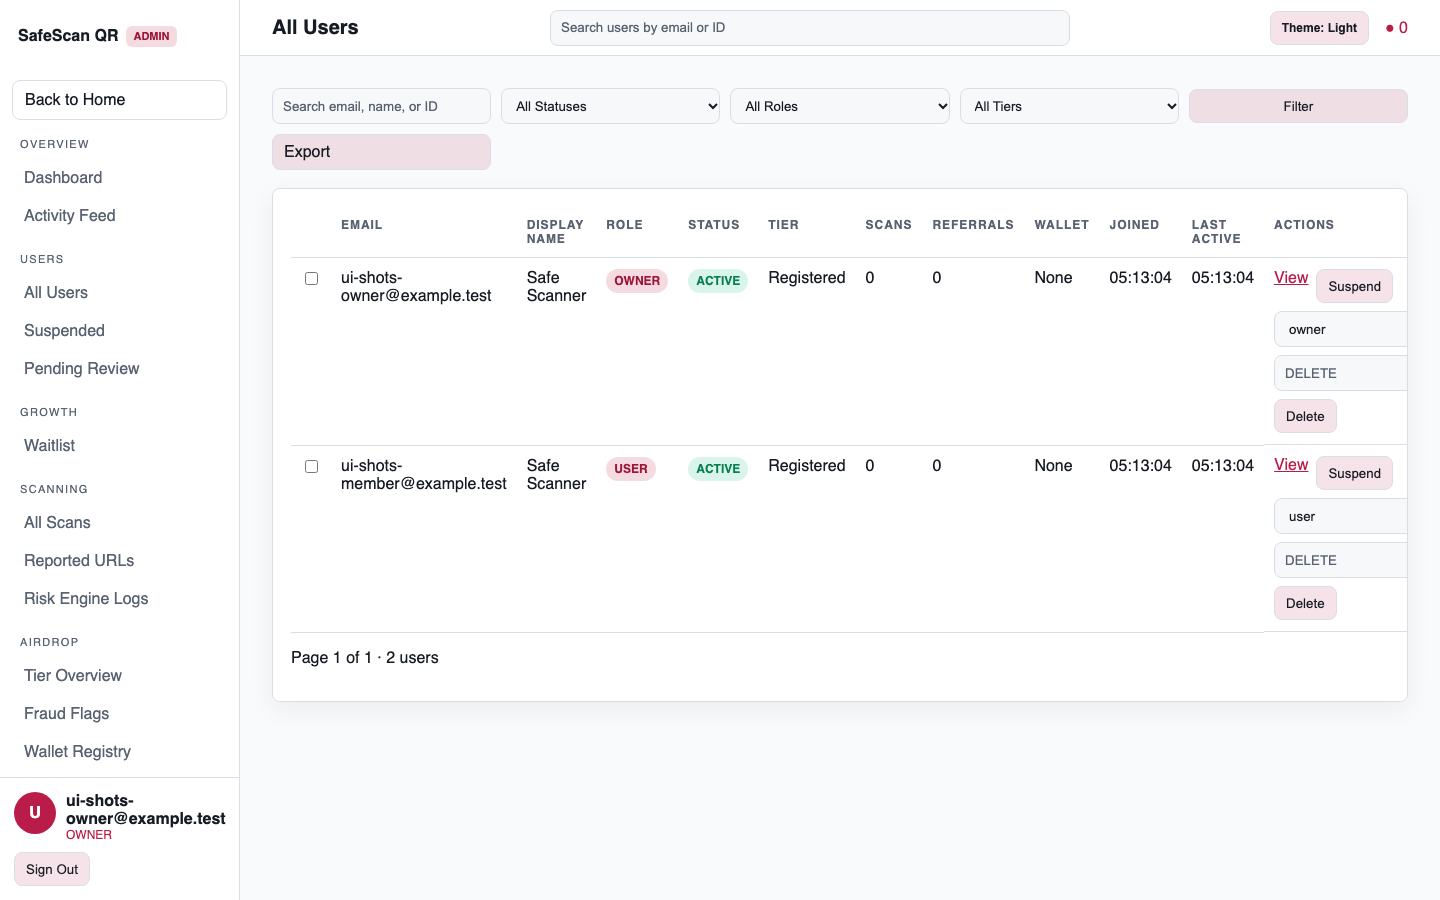 SafeScan QR ADMIN
Back to Home
OVERVIEW
Dashboard
Activity Feed
USERS
All Users
Suspended
Pending Review
GROWTH
Waitlist
SCANNING
All Scans
Reported URLs
Risk Engine Logs
AIRDROP
Tier Overview
Fraud Flags
Wallet Registry
U
ui-shots-
owner@example.test
OWNER
Sign Out
All Users
Search users by email or ID
Theme: Light
0
Search email, name, or ID
All Statuses
All Roles
All Tiers
Filter
Export
EMAIL DISPLAY NAME ROLE STATUS TIER SCANS REFERRALS WALLET JOINED LAST ACTIVE ACTIONS
ui-shots- Safe OWNER ACTIVE Registered 0 0 None 05:13:04 05:13:04 View Suspend
owner@example.test Scanner
owner
DELETE
Delete
ui-shots- Safe USER ACTIVE Registered 0 0 None 05:13:04 05:13:04 View Suspend
member@example.test Scanner
user
DELETE
Delete
Page 1 of 1 · 2 users